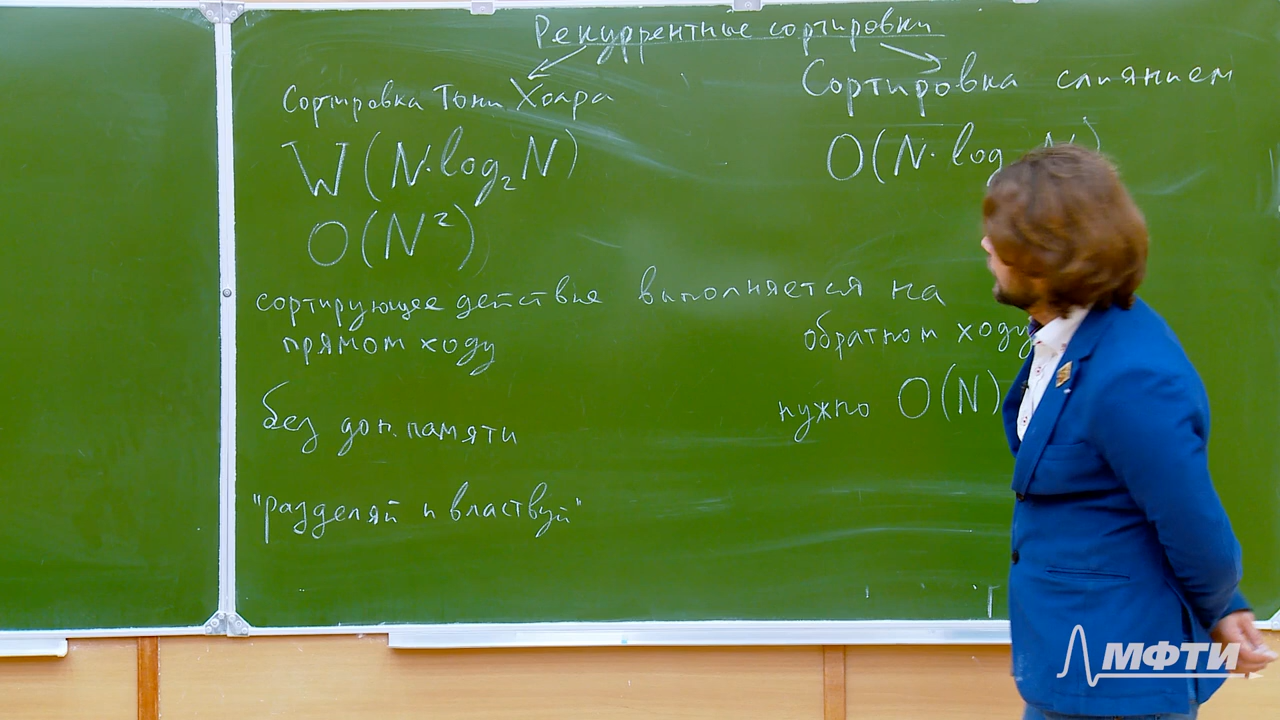 Рекуррентные сортировки
Сортировка Тони Хоара
Сортировка слиянием
W(N·log₂N)
O(N·log N)
O(N²)
сортирующее действие выполняется на
прямом ходу
обратном ходу
нужно O(N)
без доп. памяти
"разделяй и властвуй"
МФТИ